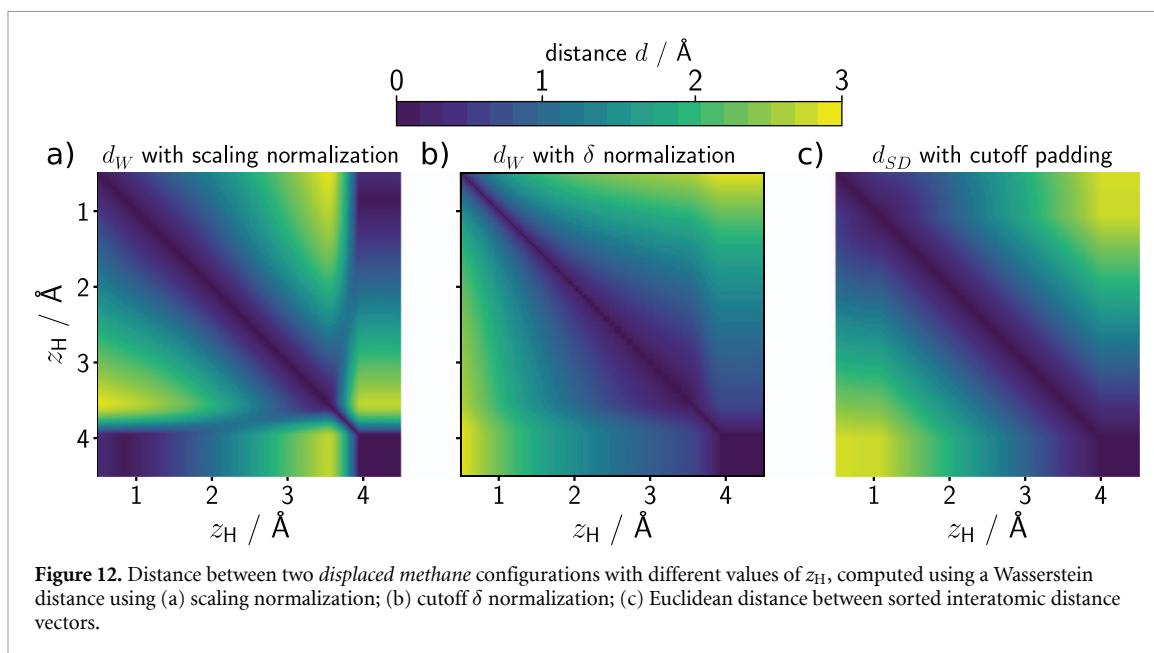 distance d / Å
0 1 2 3
a) d_W with scaling normalization
b) d_W with δ normalization
c) d_SD with cutoff padding
z_H / Å
1
2
3
4
1 2 3 4
1 2 3 4
1 2 3 4
z_H / Å
z_H / Å
z_H / Å
Figure 12. Distance between two displaced methane configurations with different values of z_H, computed using a Wasserstein
distance using (a) scaling normalization; (b) cutoff δ normalization; (c) Euclidean distance between sorted interatomic distance
vectors.